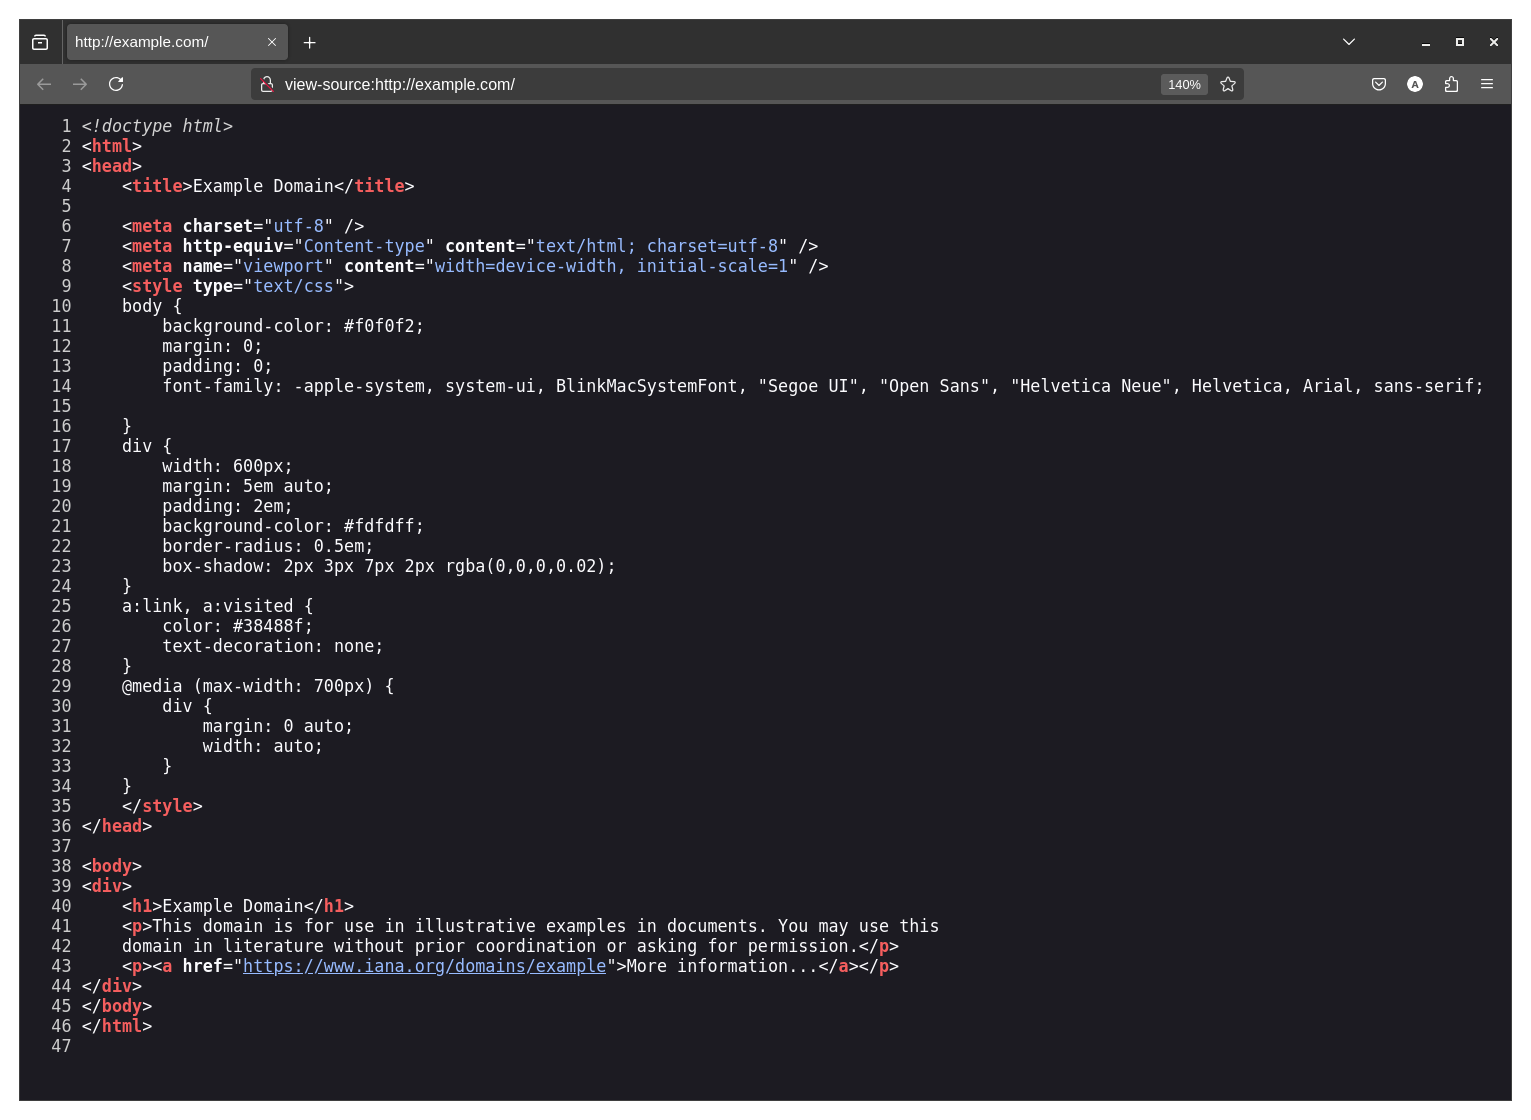 http://example.com/
view-source:http://example.com/ 140%
1 <!doctype html>
2 <html>
3 <head>
4     <title>Example Domain</title>
5
6     <meta charset="utf-8" />
7     <meta http-equiv="Content-type" content="text/html; charset=utf-8" />
8     <meta name="viewport" content="width=device-width, initial-scale=1" />
9     <style type="text/css">
10     body {
11         background-color: #f0f0f2;
12         margin: 0;
13         padding: 0;
14         font-family: -apple-system, system-ui, BlinkMacSystemFont, "Segoe UI", "Open Sans", "Helvetica Neue", Helvetica, Arial, sans-serif;
15
16     }
17     div {
18         width: 600px;
19         margin: 5em auto;
20         padding: 2em;
21         background-color: #fdfdff;
22         border-radius: 0.5em;
23         box-shadow: 2px 3px 7px 2px rgba(0,0,0,0.02);
24     }
25     a:link, a:visited {
26         color: #38488f;
27         text-decoration: none;
28     }
29     @media (max-width: 700px) {
30         div {
31             margin: 0 auto;
32             width: auto;
33         }
34     }
35     </style>
36 </head>
37
38 <body>
39 <div>
40     <h1>Example Domain</h1>
41     <p>This domain is for use in illustrative examples in documents. You may use this
42     domain in literature without prior coordination or asking for permission.</p>
43     <p><a href="https://www.iana.org/domains/example">More information...</a></p>
44 </div>
45 </body>
46 </html>
47